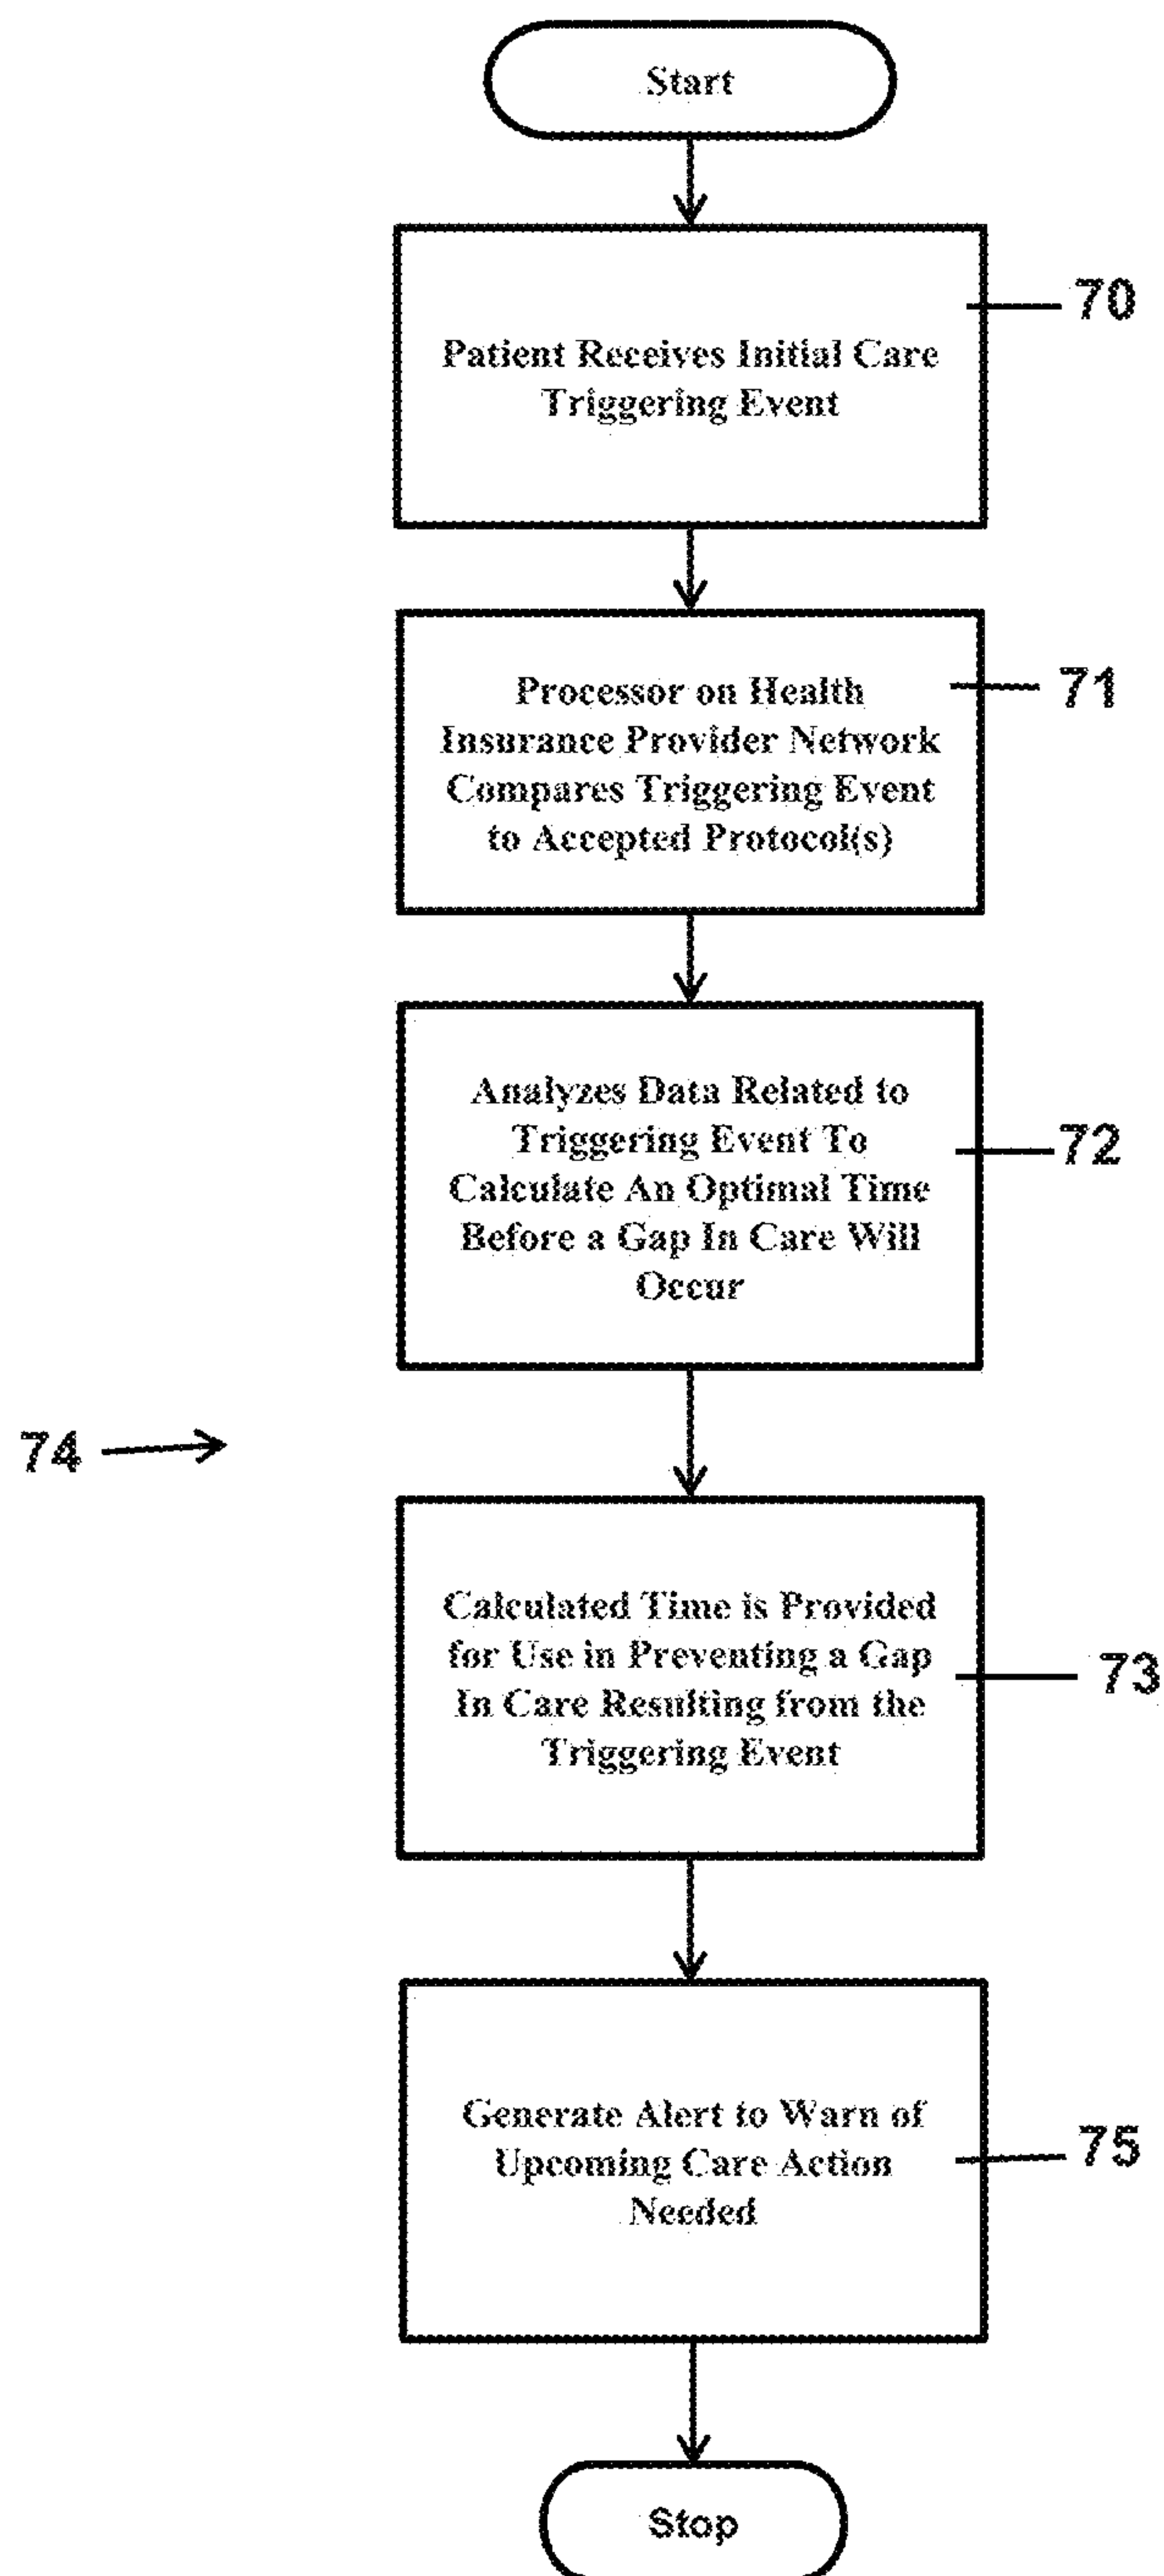 Start
Patient Receives Initial Care
Triggering Event
70
Processor on Health
Insurance Provider Network
Compares Triggering Event
to Accepted Protocol(s)
71
Analyzes Data Related to
Triggering Event To
Calculate An Optimal Time
Before a Gap In Care Will
Occur
72
74
Calculated Time is Provided
for Use in Preventing a Gap
In Care Resulting from the
Triggering Event
73
Generate Alert to Warn of
Upcoming Care Action
Needed
75
Stop